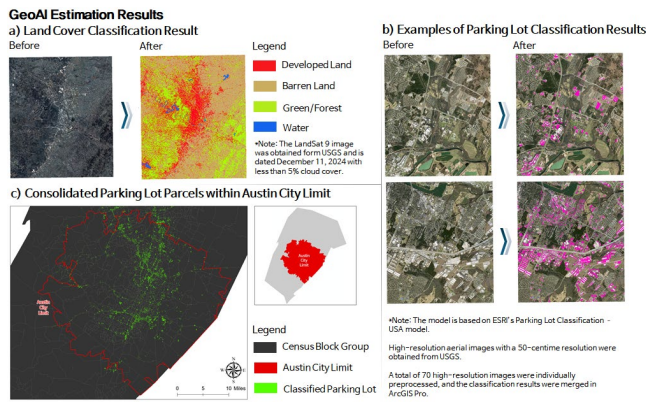 GeoAI Estimation Results
a) Land Cover Classification Result
Before
After
Legend
Developed Land
Barren Land
Green/Forest
Water
*Note: The LandSat 9 image
was obtained form USGS and is
dated December 11, 2024 with
less than 5% cloud cover.
b) Examples of Parking Lot Classification Results
Before
After
*Note: The model is based on ESRI's Parking Lot Classification -
USA model.
High-resolution aerial images with a 50-centime resolution were
obtained from USGS.
A total of 70 high-resolution images were individually
preprocessed, and the classification results were merged in
ArcGIS Pro.
c) Consolidated Parking Lot Parcels within Austin City Limit
Austin
City
Limit
Austin
City
Limit
Legend
Census Block Group
Austin City Limit
Classified Parking Lot
N
W
E
S
0 5 10 Miles